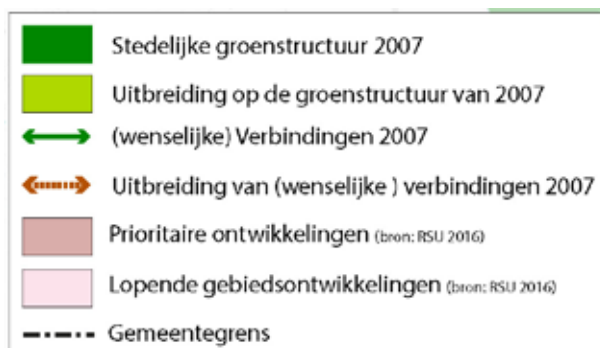 Stedelijke groenstructuur 2007
Uitbreiding op de groenstructuur van 2007
(wenselijke) Verbindingen 2007
Uitbreiding van (wenselijke ) verbindingen 2007
Prioritaire ontwikkelingen (bron: RSU 2016)
Lopende gebiedsontwikkelingen (bron: RSU 2016)
Gemeentegrens